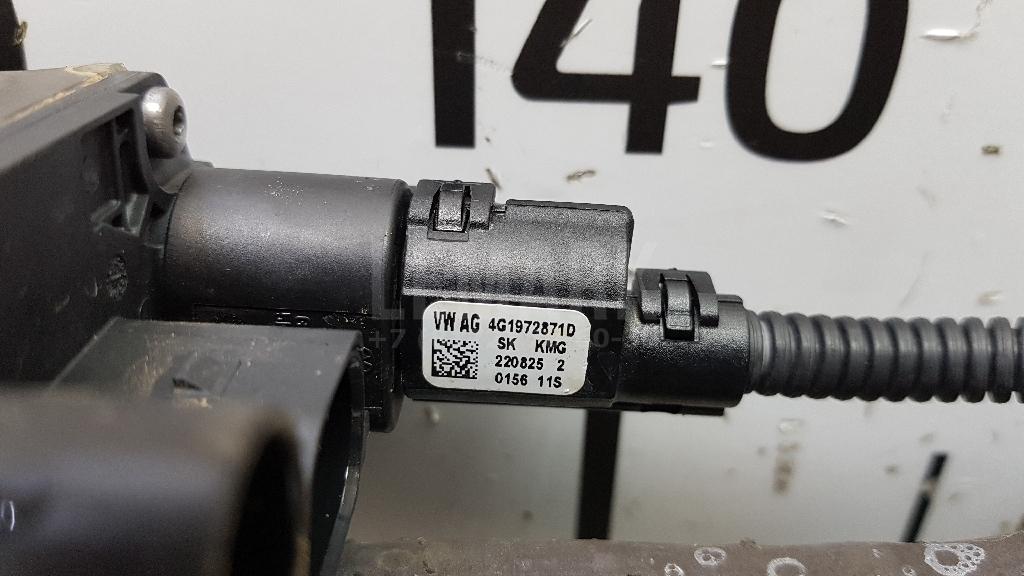 140
VW AG 4G1972871D
SK KMG
220825 2
0156 11S